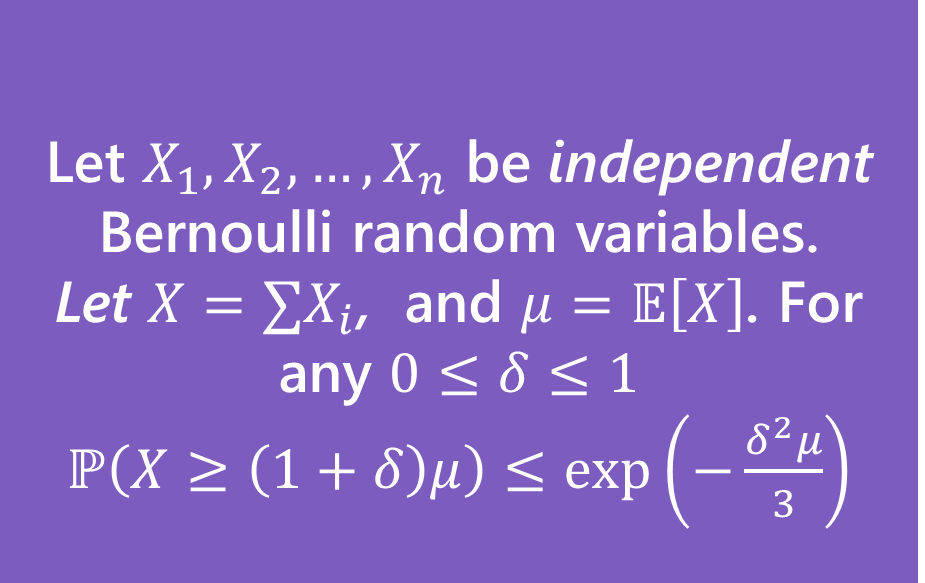 Let 𝑋₁, 𝑋₂, … , 𝑋ₙ be independent
Bernoulli random variables.
Let 𝑋 = ∑𝑋ᵢ,  and 𝜇 = 𝔼[𝑋]. For
any 0 ≤ 𝛿 ≤ 1
ℙ(𝑋 ≥ (1 + 𝛿)𝜇) ≤ exp(−𝛿²𝜇/3)